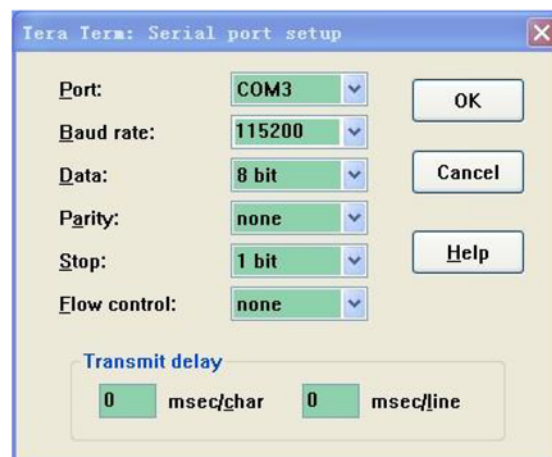 Tera Term: Serial port setup
Port: COM3
OK
Baud rate: 115200
Data: 8 bit
Cancel
Parity: none
Stop: 1 bit
Help
Flow control: none
Transmit delay
0 msec/char 0 msec/line